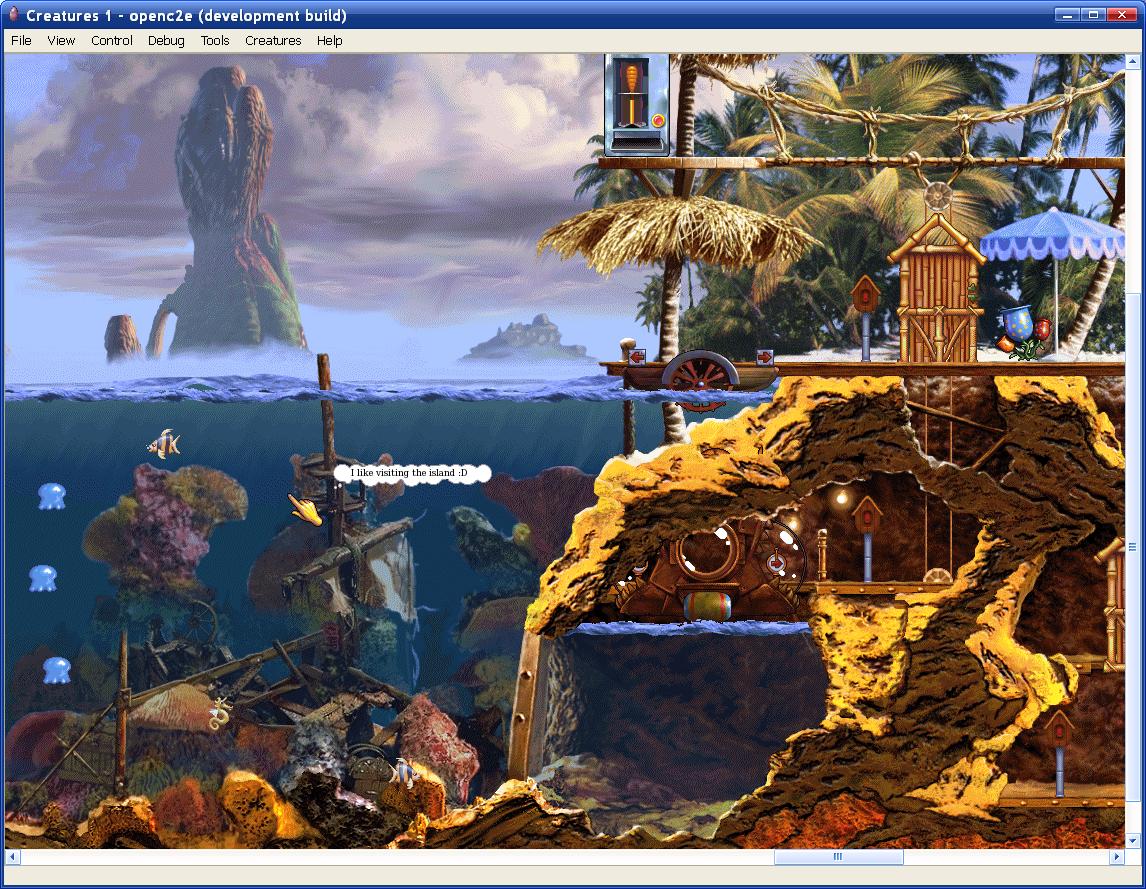 Creatures 1 - openc2e (development build)
File View Control Debug Tools Creatures Help
I like visiting the island :D